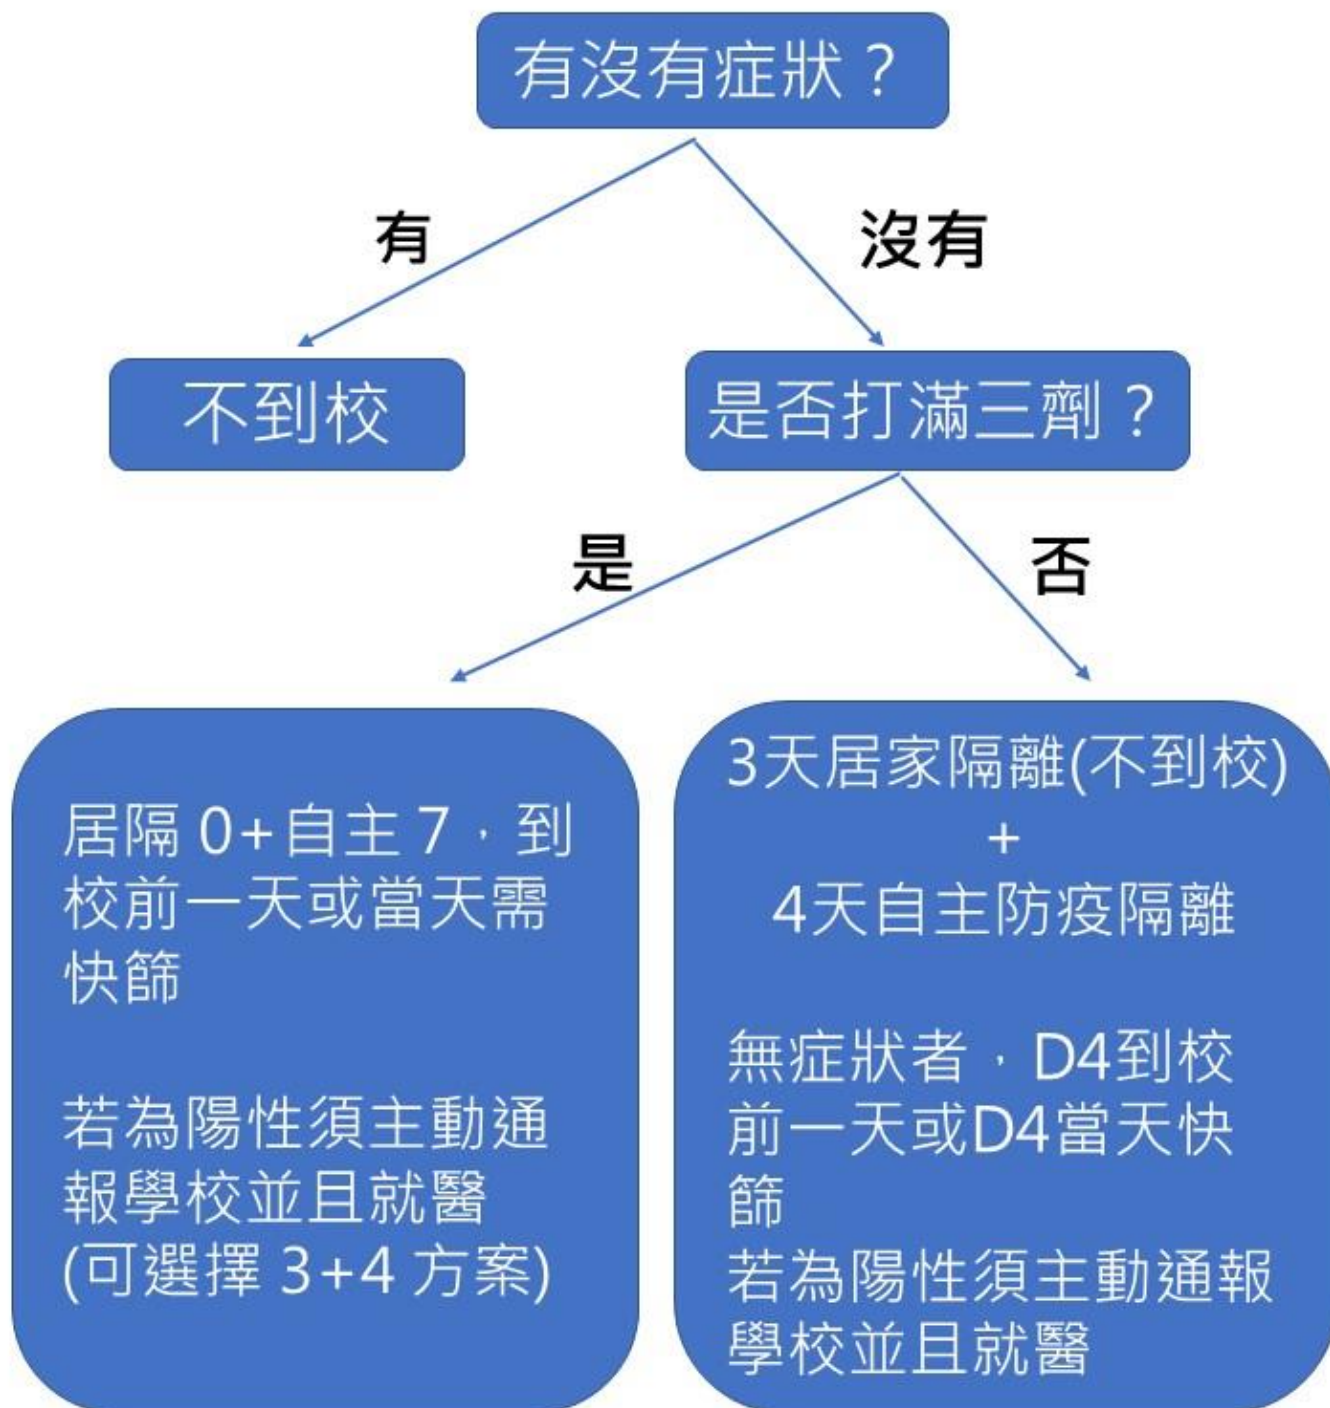 有沒有症狀？
有
沒有
不到校
是否打滿三劑？
是
否
居隔 0+自主 7，到
校前一天或當天需
快篩
若為陽性須主動通
報學校並且就醫
(可選擇 3+4 方案)
3天居家隔離(不到校)
+
4天自主防疫隔離
無症狀者，D4到校
前一天或D4當天快
篩
若為陽性須主動通報
學校並且就醫